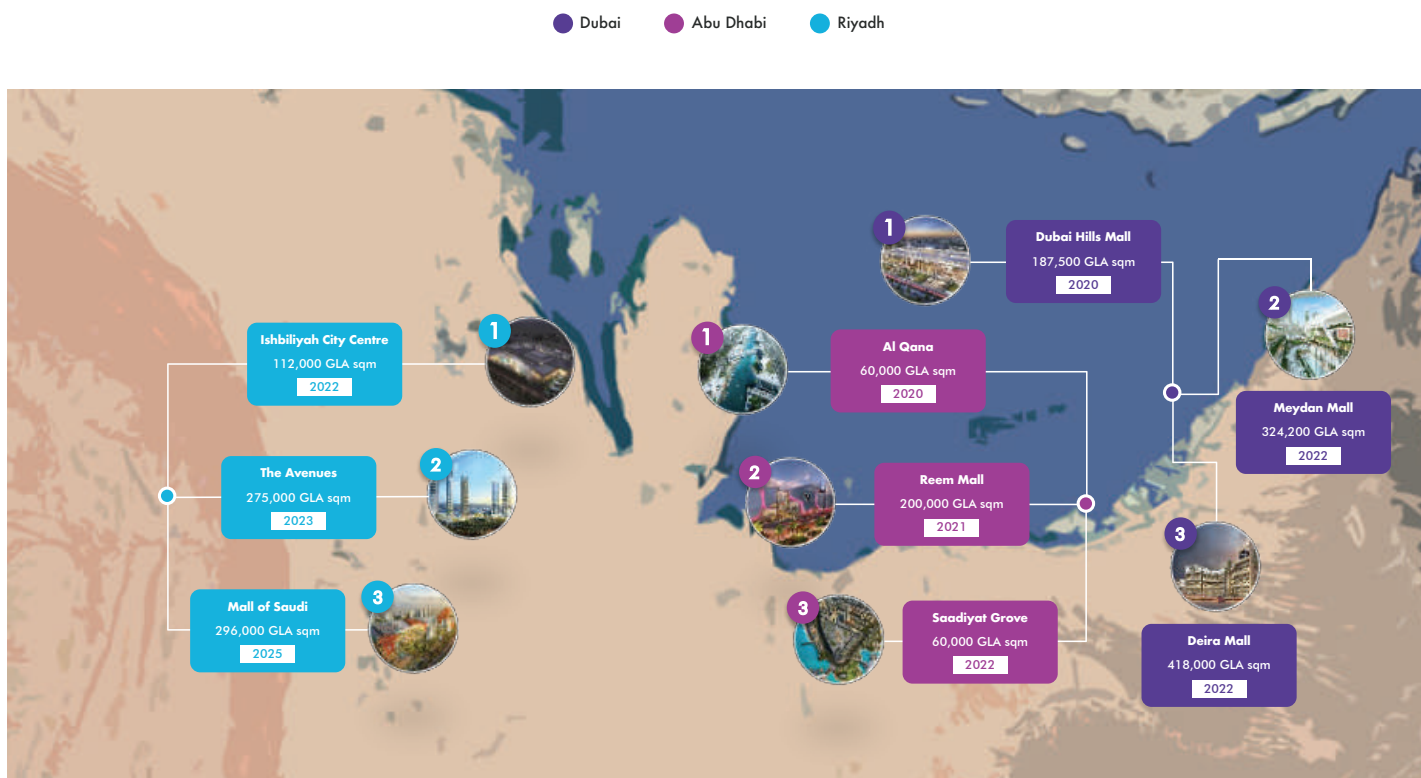 Dubai
Abu Dhabi
Riyadh
1
Dubai Hills Mall
187,500 GLA sqm
2020
2
Meydan Mall
324,200 GLA sqm
2022
3
Deira Mall
418,000 GLA sqm
2022
1
Al Qana
60,000 GLA sqm
2020
2
Reem Mall
200,000 GLA sqm
2021
3
Saadiyat Grove
60,000 GLA sqm
2022
1
Ishbiliyah City Centre
112,000 GLA sqm
2022
2
The Avenues
275,000 GLA sqm
2023
3
Mall of Saudi
296,000 GLA sqm
2025